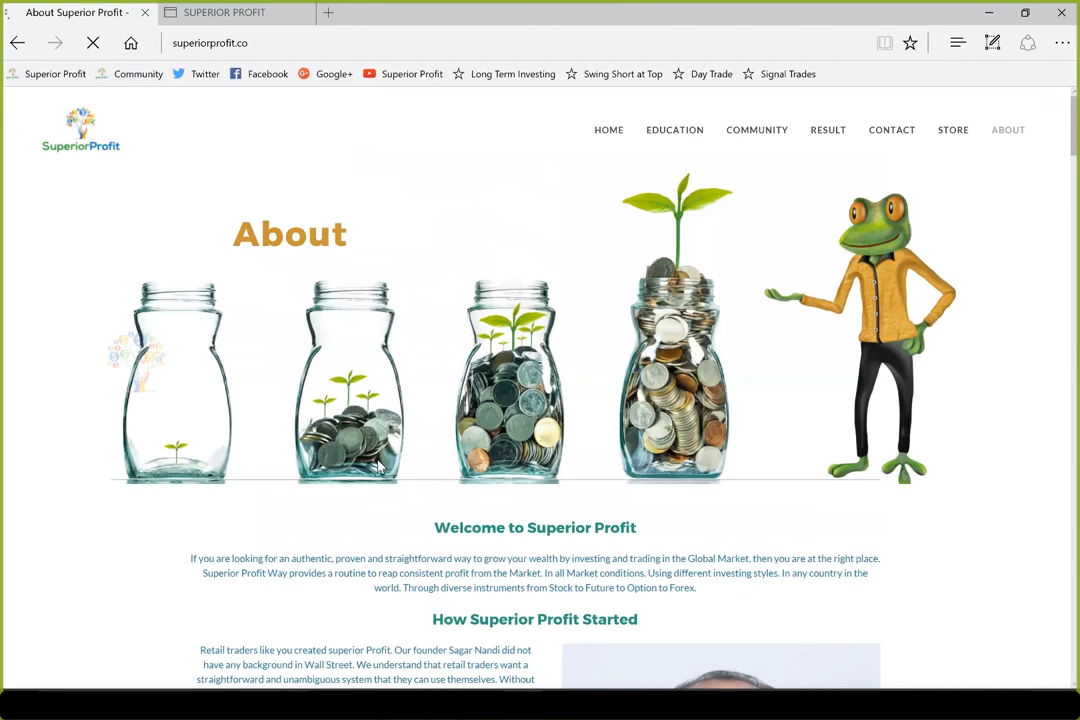 About Superior Profit -
SUPERIOR PROFIT
superiorprofit.co
Superior Profit
Community
Twitter
Facebook
Google+
Superior Profit
Long Term Investing
Swing Short at Top
Day Trade
Signal Trades
SuperiorProfit
HOME
EDUCATION
COMMUNITY
RESULT
CONTACT
STORE
ABOUT
About
Welcome to Superior Profit
If you are looking for an authentic, proven and straightforward way to grow your wealth by investing and trading in the Global Market, then you are at the right place.
Superior Profit Way provides a routine to reap consistent profit from the Market. In all Market conditions. Using different investing styles. In any country in the
world. Through diverse instruments from Stock to Future to Option to Forex.
How Superior Profit Started
Retail traders like you created superior Profit. Our founder Sagar Nandi did not
have any background in Wall Street. We understand that retail traders want a
straightforward and unambiguous system that they can use themselves. Without